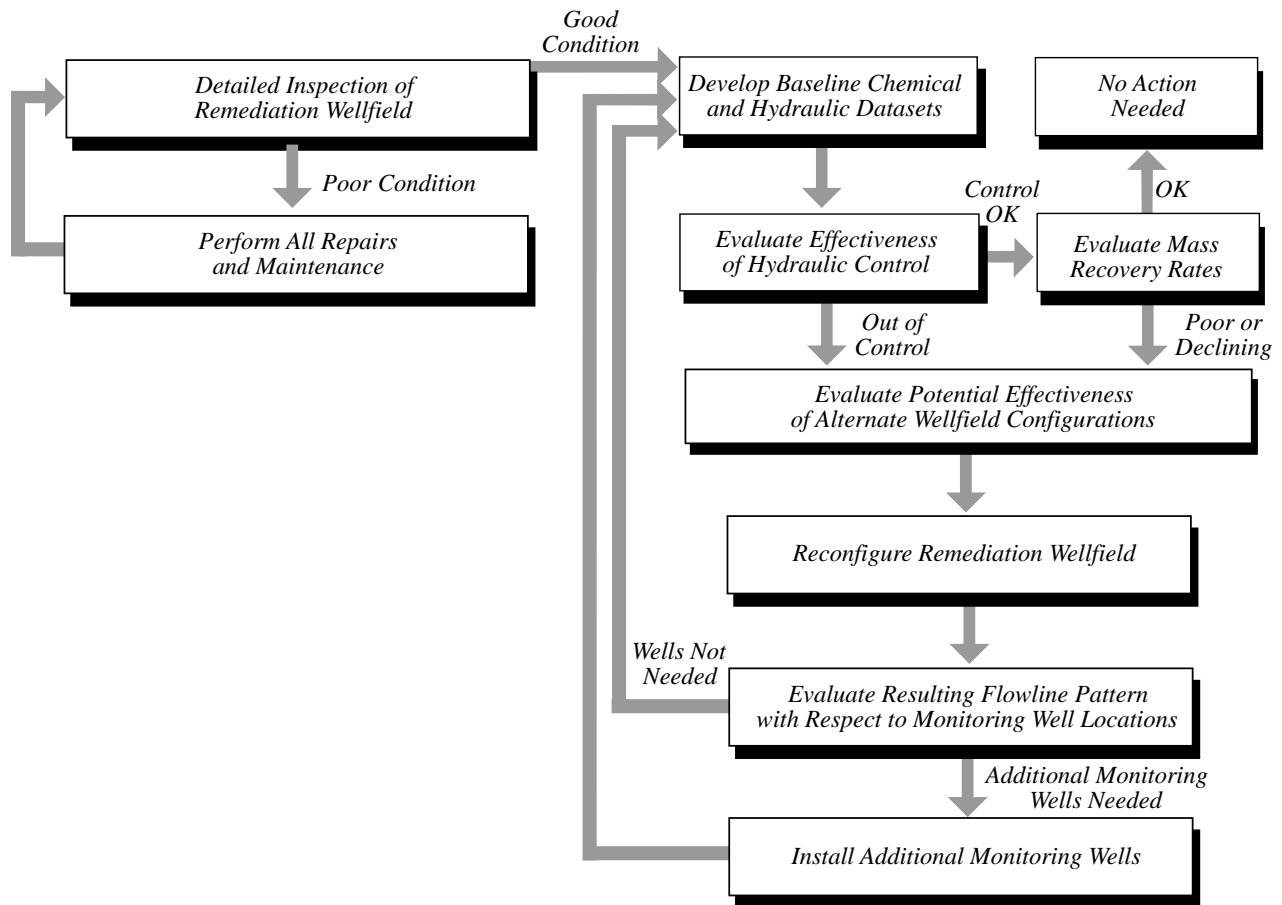 Good
Condition
Detailed Inspection of
Remediation Wellfield
Develop Baseline Chemical
and Hydraulic Datasets
No Action
Needed
Poor Condition
Control
OK
OK
Perform All Repairs
and Maintenance
Evaluate Effectiveness
of Hydraulic Control
Evaluate Mass
Recovery Rates
Out of
Control
Poor or
Declining
Evaluate Potential Effectiveness
of Alternate Wellfield Configurations
Reconfigure Remediation Wellfield
Wells Not
Needed
Evaluate Resulting Flowline Pattern
with Respect to Monitoring Well Locations
Additional Monitoring
Wells Needed
Install Additional Monitoring Wells